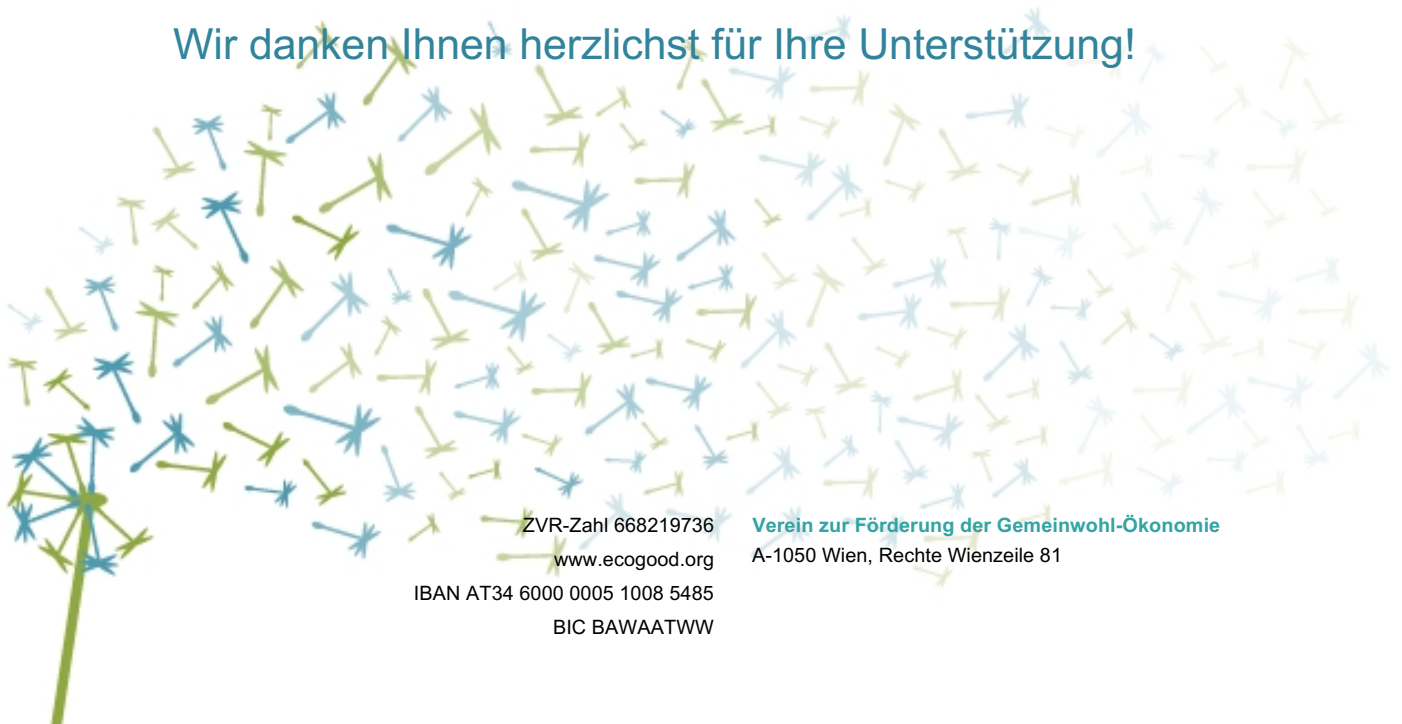 Wir danken Ihnen herzlichst für Ihre Unterstützung!
ZVR-Zahl 668219736
www.ecogood.org
IBAN AT34 6000 0005 1008 5485
BIC BAWAATWW
Verein zur Förderung der Gemeinwohl-Ökonomie
A-1050 Wien, Rechte Wienzeile 81